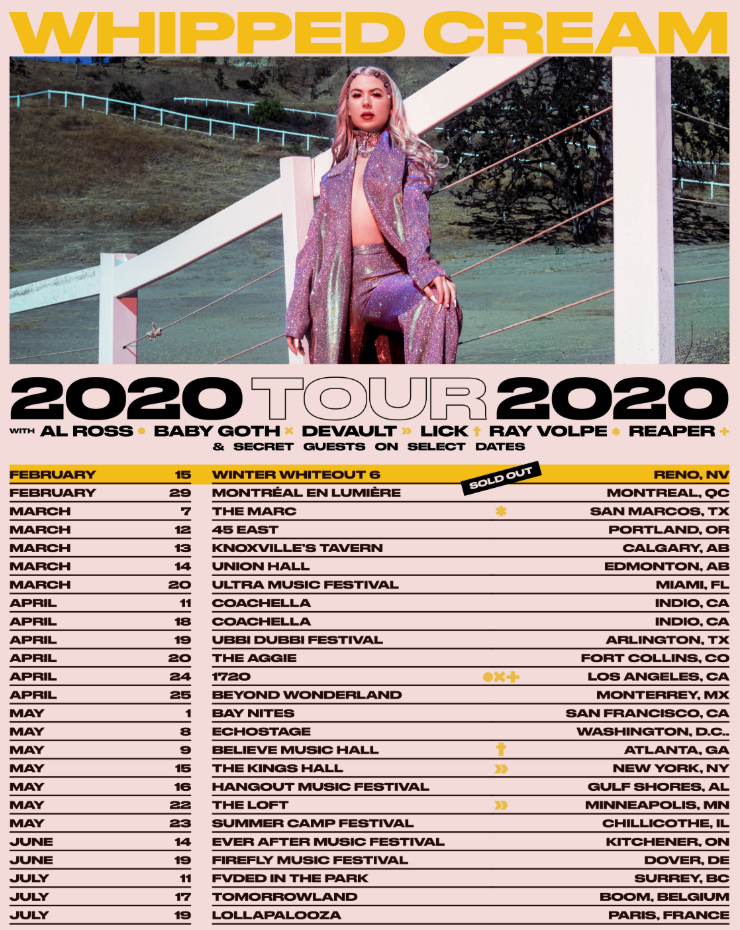 WHIPPED CREAM
2020 TOUR 2020
WITH AL ROSS • BABY GOTH × DEVAULT » LICK † RAY VOLPE * REAPER +
& SECRET GUESTS ON SELECT DATES
FEBRUARY 15 WINTER WHITEOUT 6 SOLD OUT RENO, NV
FEBRUARY 29 MONTRÉAL EN LUMIÈRE MONTREAL, QC
MARCH 7 THE MARC * SAN MARCOS, TX
MARCH 12 45 EAST PORTLAND, OR
MARCH 13 KNOXVILLE'S TAVERN CALGARY, AB
MARCH 14 UNION HALL EDMONTON, AB
MARCH 20 ULTRA MUSIC FESTIVAL MIAMI, FL
APRIL 11 COACHELLA INDIO, CA
APRIL 18 COACHELLA INDIO, CA
APRIL 19 UBBI DUBBI FESTIVAL ARLINGTON, TX
APRIL 20 THE AGGIE FORT COLLINS, CO
APRIL 24 1720 •×+ LOS ANGELES, CA
APRIL 25 BEYOND WONDERLAND MONTERREY, MX
MAY 1 BAY NITES SAN FRANCISCO, CA
MAY 8 ECHOSTAGE WASHINGTON, D.C..
MAY 9 BELIEVE MUSIC HALL † ATLANTA, GA
MAY 15 THE KINGS HALL » NEW YORK, NY
MAY 16 HANGOUT MUSIC FESTIVAL GULF SHORES, AL
MAY 22 THE LOFT » MINNEAPOLIS, MN
MAY 23 SUMMER CAMP FESTIVAL CHILLICOTHE, IL
JUNE 14 EVER AFTER MUSIC FESTIVAL KITCHENER, ON
JUNE 19 FIREFLY MUSIC FESTIVAL DOVER, DE
JULY 11 FVDED IN THE PARK SURREY, BC
JULY 17 TOMORROWLAND BOOM, BELGIUM
JULY 19 LOLLAPALOOZA PARIS, FRANCE